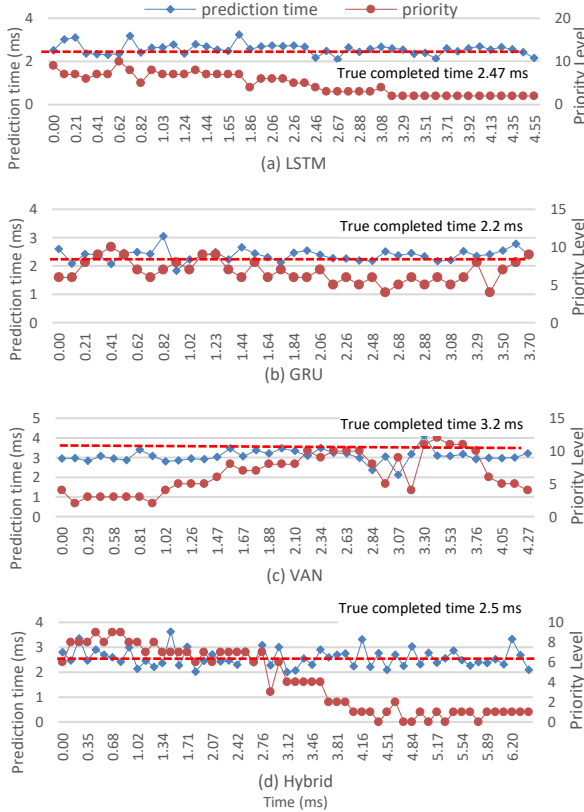 prediction time priority
Prediction time (ms)
4
2
0
Priority Level
20
10
0
True completed time 2.47 ms
0.00 0.21 0.41 0.62 0.82 1.03 1.24 1.44 1.65 1.86 2.06 2.25 2.46 2.67 2.88 3.08 3.29 3.51 3.71 3.92 4.13 4.35 4.55
(a) LSTM
Prediction time (ms)
4
3
2
1
0
Priority Level
15
10
5
0
True completed time 2.2 ms
0.00 0.21 0.41 0.62 0.82 1.02 1.23 1.44 1.64 1.85 2.06 2.26 2.48 2.68 2.88 3.08 3.29 3.50 3.70
(b) GRU
Prediction time (ms)
5
4
3
2
1
0
Priority Level
15
10
5
0
True completed time 3.2 ms
0.00 0.29 0.58 0.81 1.02 1.26 1.42 1.66 1.87 2.10 2.34 2.63 2.84 3.07 3.30 3.53 3.76 4.05 4.27
(c) VAN
Prediction time (ms)
4
3
2
1
0
Priority Level
10
8
6
4
2
0
True completed time 2.5 ms
0.00 0.35 0.68 1.02 1.34 1.71 2.07 2.42 2.76 3.12 3.46 3.81 4.16 4.51 4.84 5.17 5.54 5.89 6.20
(d) Hybrid
Time (ms)